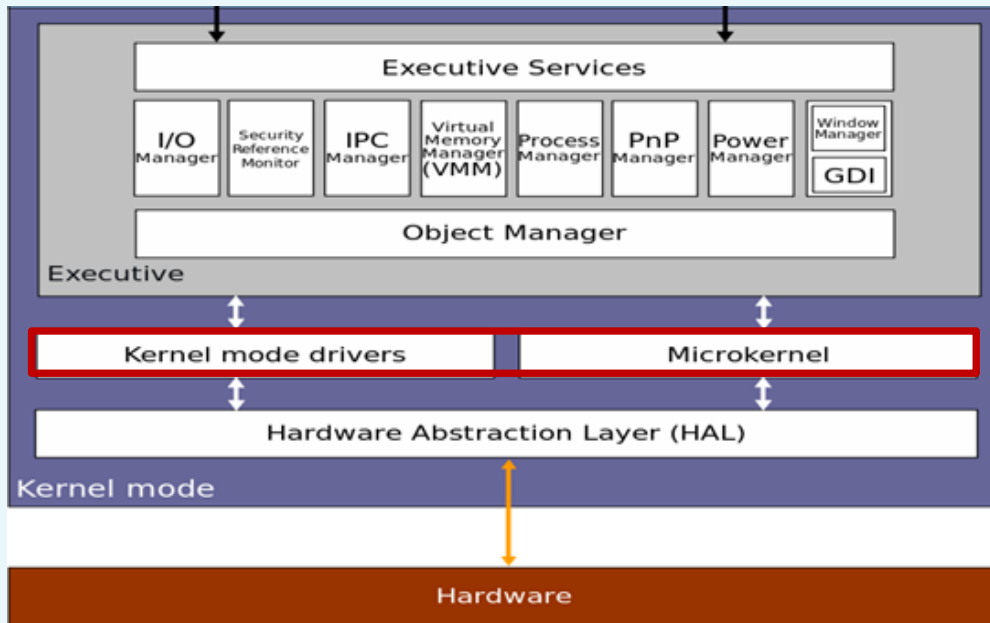 Executive Services
I/O
Manager
Security
Reference
Monitor
IPC
Manager
Virtual
Memory
Manager
(VMM)
Process
Manager
PnP
Manager
Power
Manager
Window
Manager
GDI
Object Manager
Executive
Kernel mode drivers
Microkernel
Hardware Abstraction Layer (HAL)
Kernel mode
Hardware